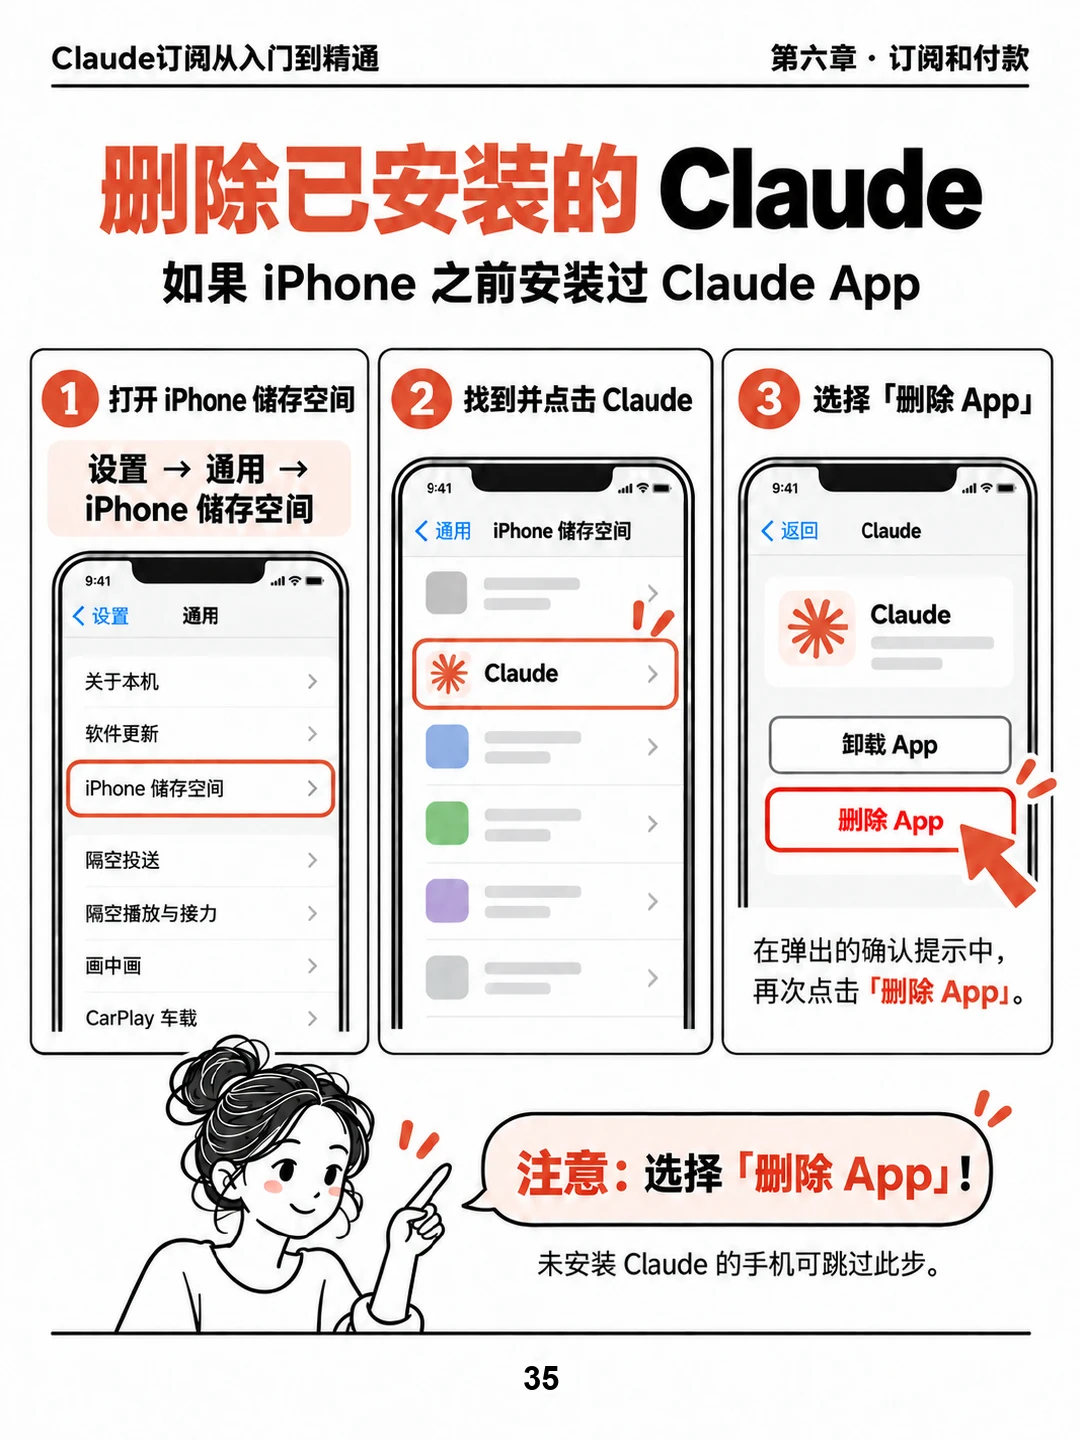 Claude订阅从入门到精通
第六章 · 订阅和付款
删除已安装的 Claude
如果 iPhone 之前安装过 Claude App
1 打开 iPhone 储存空间
设置 → 通用 →
iPhone 储存空间
9:41
设置 通用
关于本机
软件更新
iPhone 储存空间
隔空投送
隔空播放与接力
画中画
CarPlay 车载
2 找到并点击 Claude
9:41
通用 iPhone 储存空间
Claude
3 选择「删除 App」
9:41
返回 Claude
Claude
卸载 App
删除 App
在弹出的确认提示中，
再次点击「删除 App」。
注意：选择「删除 App」！
未安装 Claude 的手机可跳过此步。
35